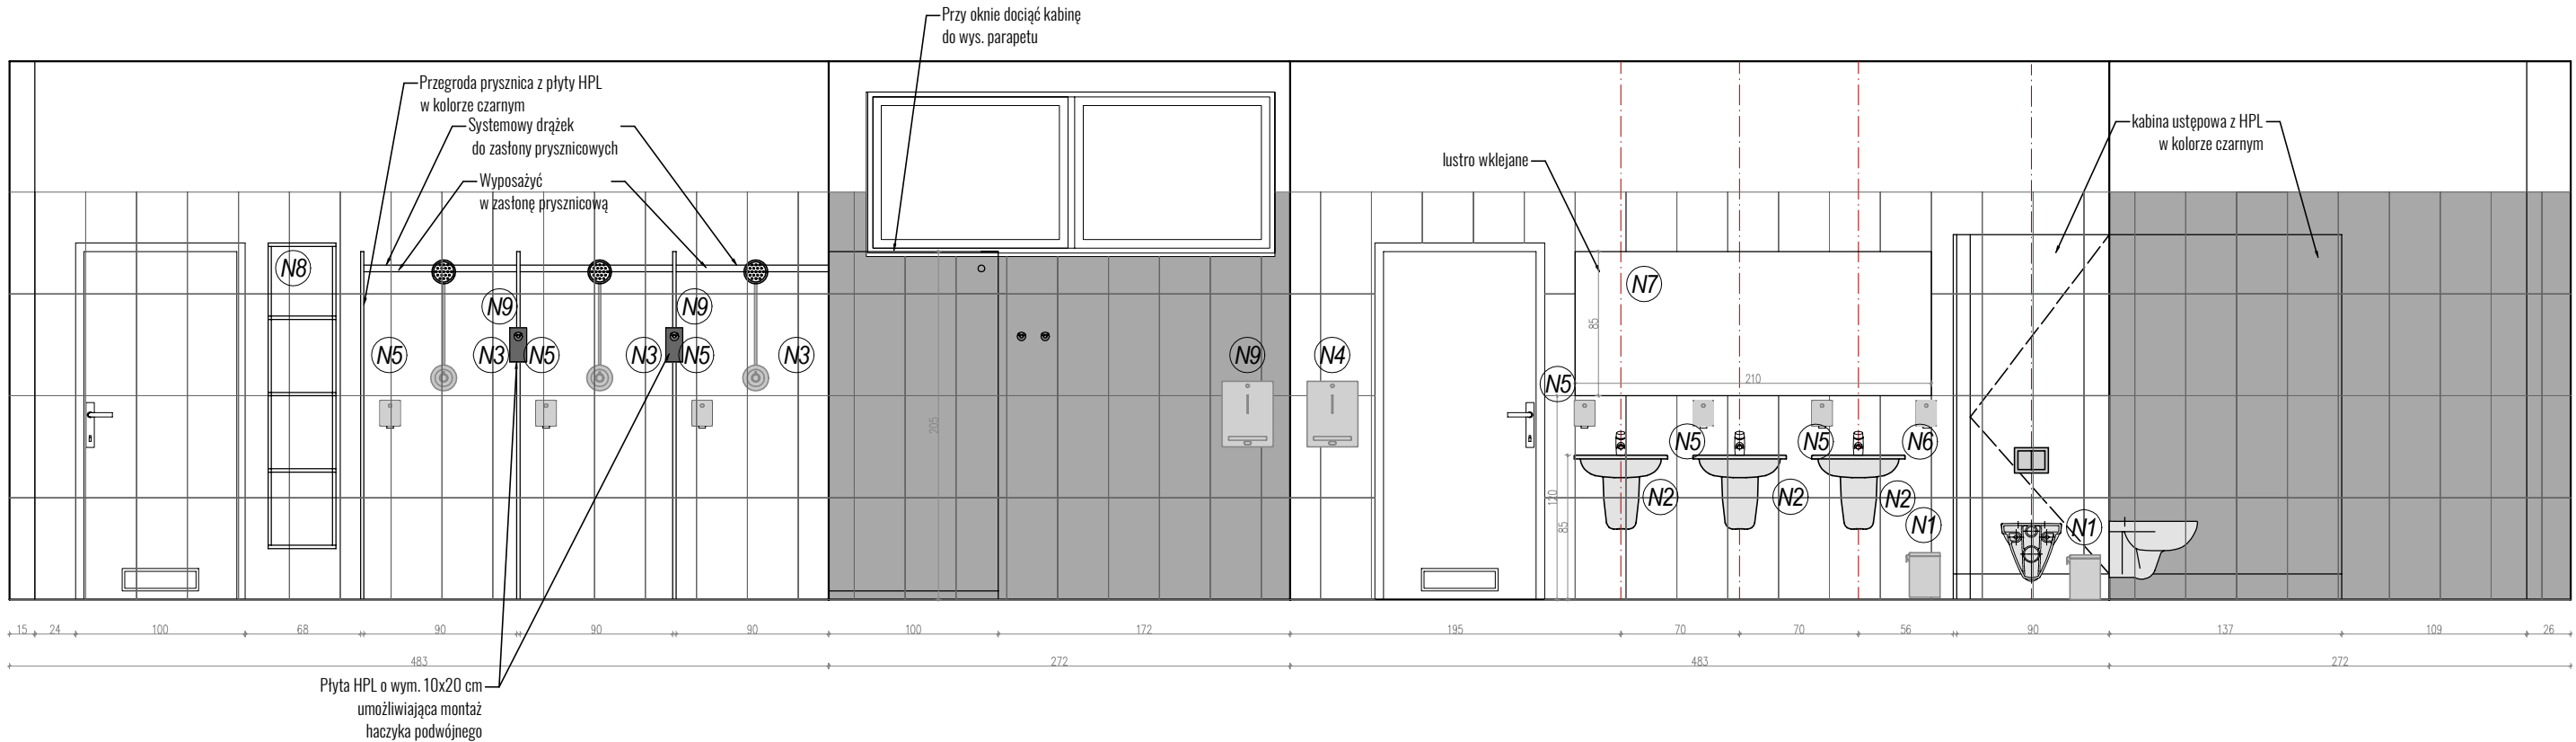 Przy oknie dociąć kabinę
do wys. parapetu
Przegroda prysznica z płyty HPL
w kolorze czarnym
Systemowy drążek
do zasłony prysznicowych
Wyposażyć
w zasłonę prysznicową
lustro wklejane
kabina ustępowa z HPL
w kolorze czarnym
N8
N9
N9
N7
N5
N3
N5
N3
N5
N3
N9
N4
N5
85
210
205
N5
N5
N6
N2
N2
N2
120
85
N1
N1
15
24
100
68
90
90
90
100
172
195
70
70
56
90
137
109
26
483
272
483
272
Płyta HPL o wym. 10x20 cm
umożliwiająca montaż
haczyka podwójnego